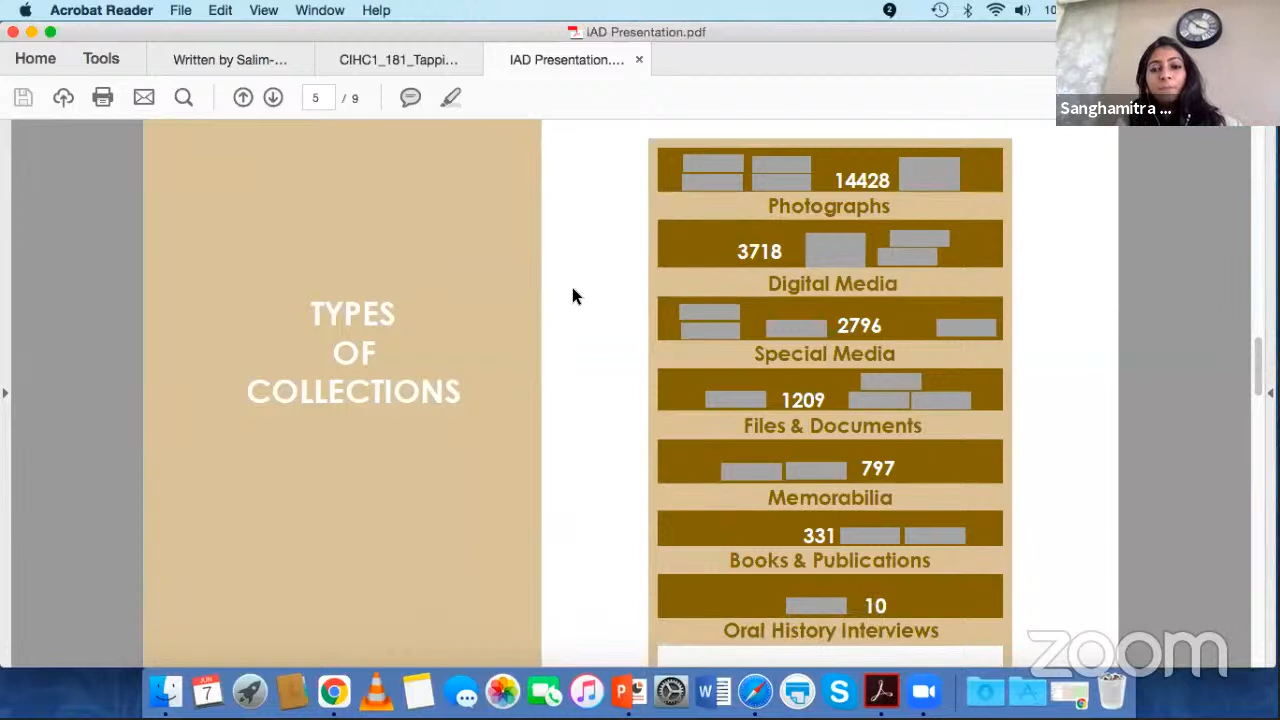 Acrobat Reader File Edit View Window Help
IAD Presentation.pdf
Home Tools Written by Salim-... CIHC1_181_Tappi... IAD Presentation....
5 / 9
Sanghamitra ...
TYPES
OF
COLLECTIONS
14428
Photographs
3718
Digital Media
2796
Special Media
1209
Files & Documents
797
Memorabilia
331
Books & Publications
10
Oral History Interviews
zoom
JUN
7